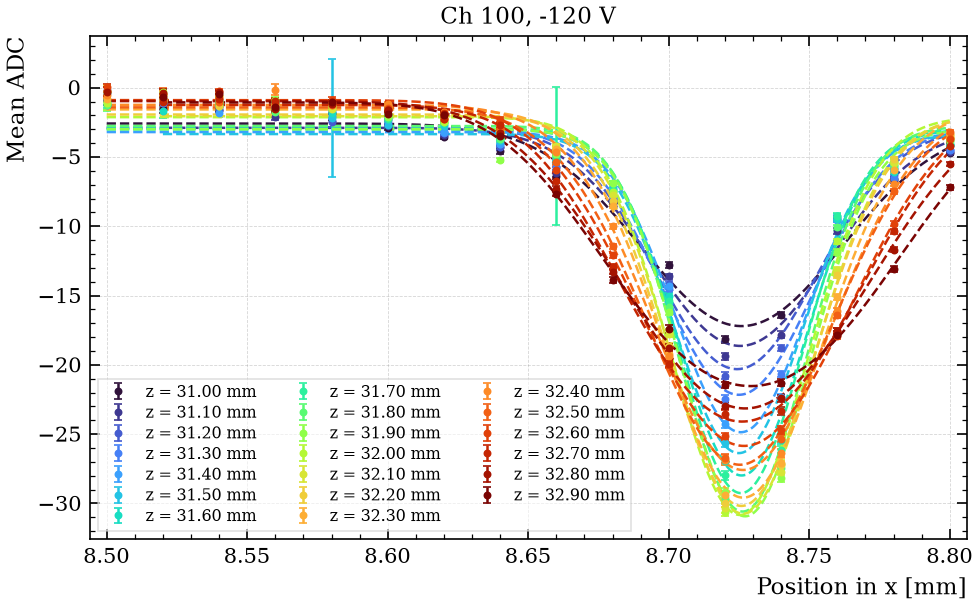 Ch 100, -120 V
Mean ADC
0
−5
−10
−15
−20
−25
−30
z = 31.00 mm
z = 31.10 mm
z = 31.20 mm
z = 31.30 mm
z = 31.40 mm
z = 31.50 mm
z = 31.60 mm
z = 31.70 mm
z = 31.80 mm
z = 31.90 mm
z = 32.00 mm
z = 32.10 mm
z = 32.20 mm
z = 32.30 mm
z = 32.40 mm
z = 32.50 mm
z = 32.60 mm
z = 32.70 mm
z = 32.80 mm
z = 32.90 mm
8.50 8.55 8.60 8.65 8.70 8.75 8.80
Position in x [mm]